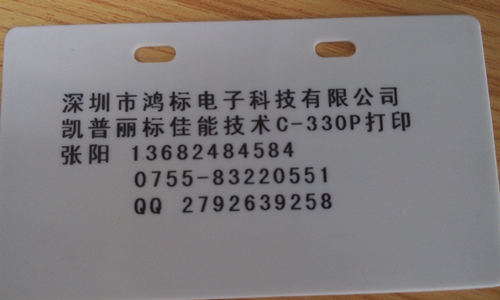 深圳市鸿标电子科技有限公司
凯普丽标佳能技术C-330P打印
张阳 13682484584
0755-83220551
QQ 2792639258